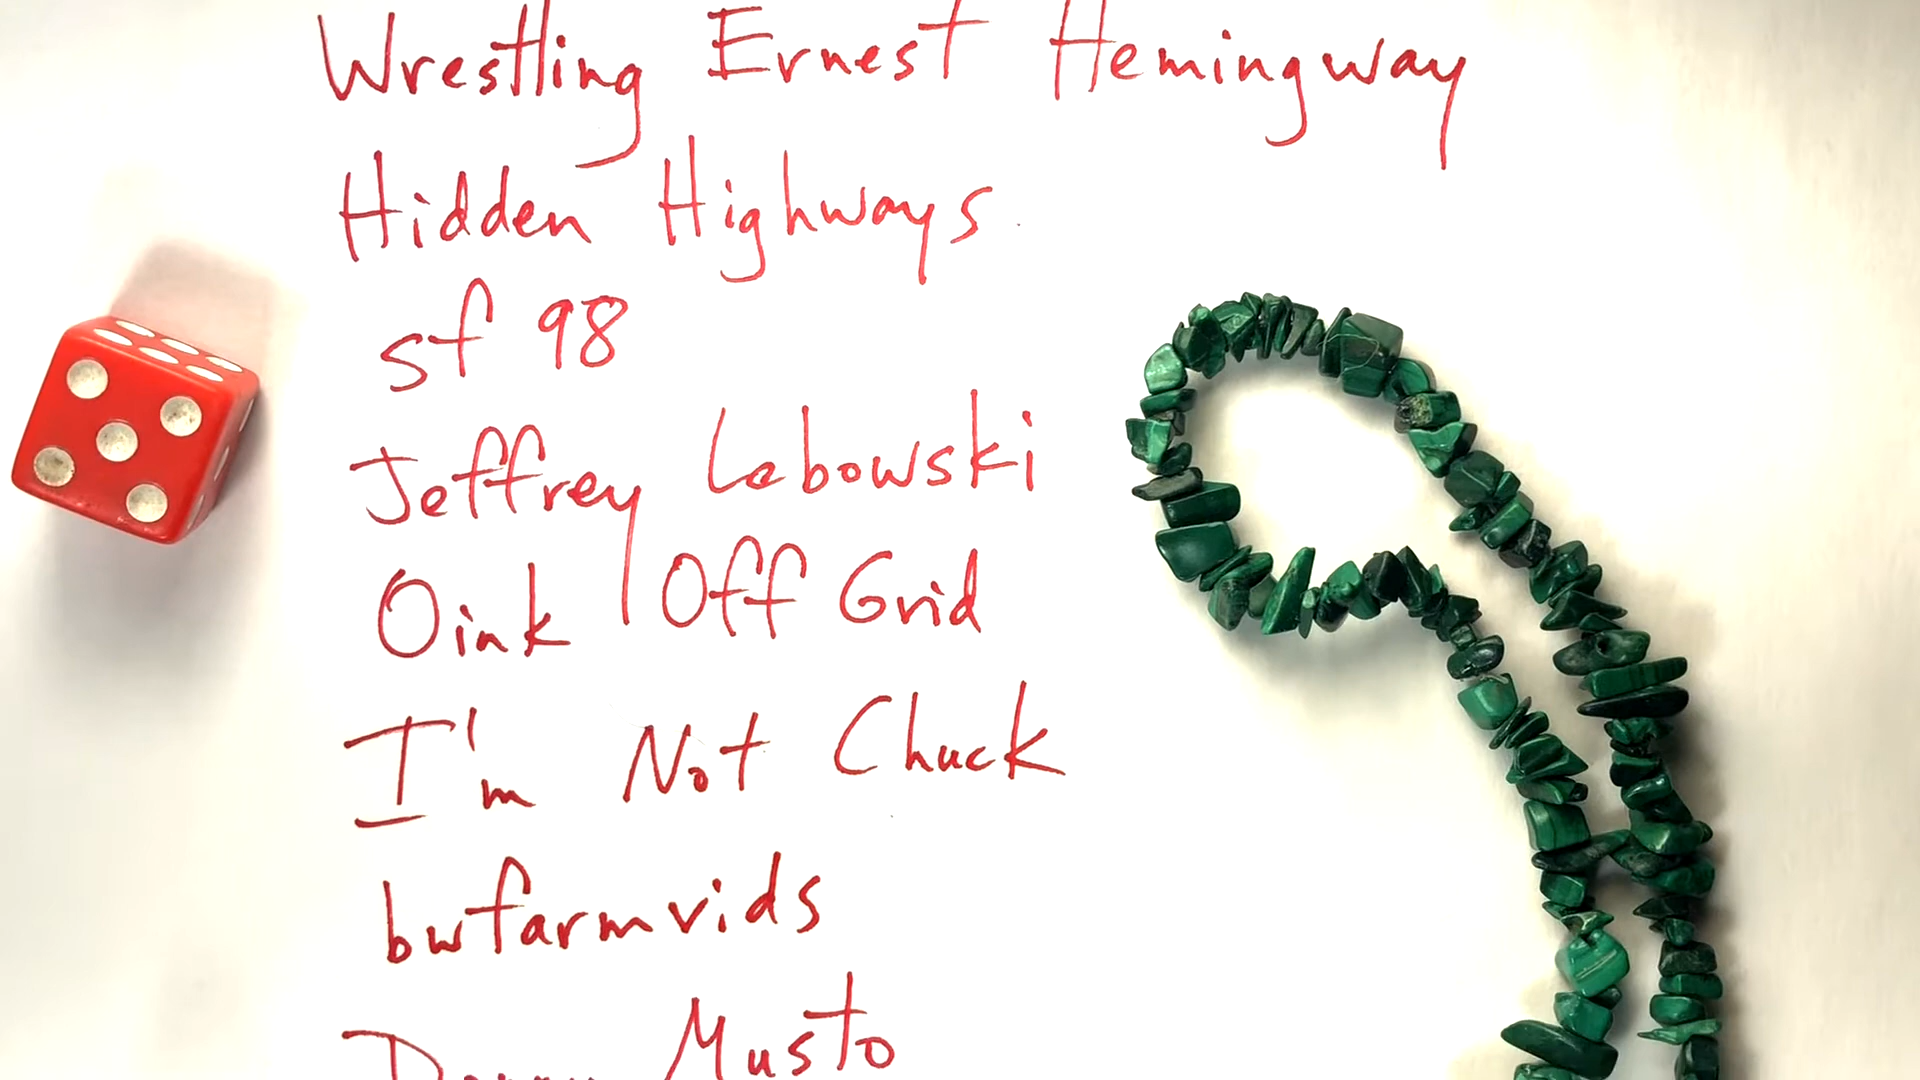 Wrestling Ernest Hemingway
Hidden Highways
sf 98
Jeffrey Lebowski
Oink Off Grid
I'm Not Chuck
bwfarmvids
Musto